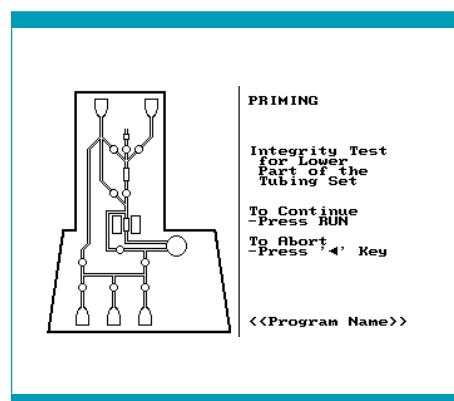 PRIMING
Integrity Test
for Lower
Part of the
Tubing Set
To Continue
-Press RUN
To Abort
-Press '◄' Key
<<Program Name>>